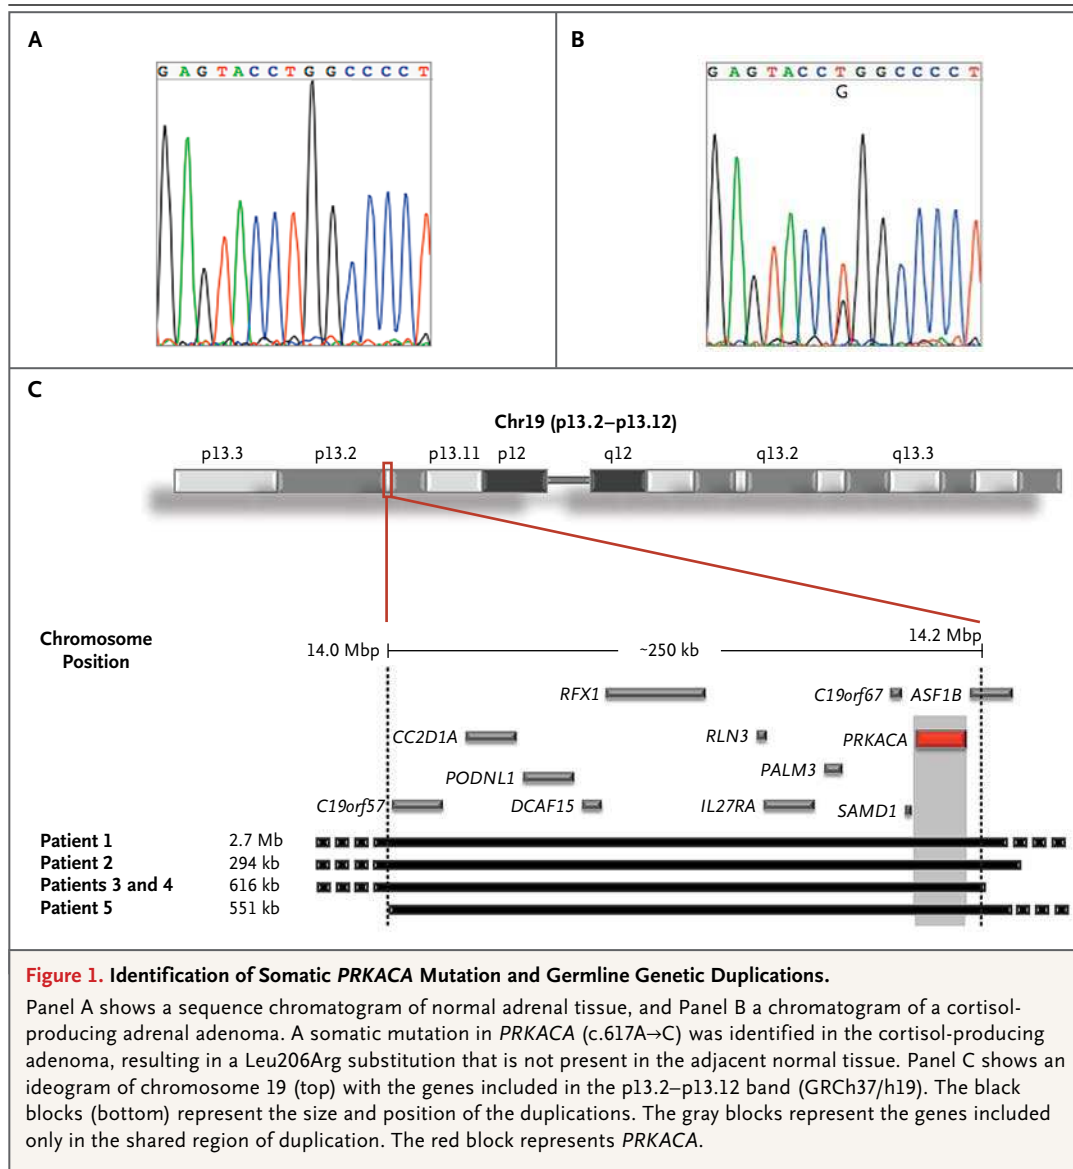 A
B
G A G T A C C T G G C C C C T
G A G T A C C T G G C C C C T
G
C
Chr19 (p13.2–p13.12)
p13.3 p13.2 p13.11 p12 q12 q13.2 q13.3
Chromosome
Position
14.0 Mbp ~250 kb 14.2 Mbp
RFX1 C19orf67 ASF1B
CC2D1A RLN3 PRKACA
PODNL1 PALM3
C19orf57 DCAF15 IL27RA SAMD1
Patient 1 2.7 Mb
Patient 2 294 kb
Patients 3 and 4 616 kb
Patient 5 551 kb
Figure 1. Identification of Somatic PRKACA Mutation and Germline Genetic Duplications.
Panel A shows a sequence chromatogram of normal adrenal tissue, and Panel B a chromatogram of a cortisol-
producing adrenal adenoma. A somatic mutation in PRKACA (c.617A→C) was identified in the cortisol-producing
adenoma, resulting in a Leu206Arg substitution that is not present in the adjacent normal tissue. Panel C shows an
ideogram of chromosome 19 (top) with the genes included in the p13.2–p13.12 band (GRCh37/h19). The black
blocks (bottom) represent the size and position of the duplications. The gray blocks represent the genes included
only in the shared region of duplication. The red block represents PRKACA.